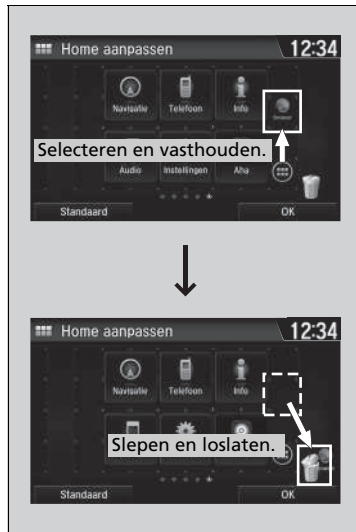 Home aanpassen 12:34
Navigatie Telefoon Info Browser
Selecteren en vasthouden.
Audio Instellingen Aha
Standaard OK
Home aanpassen 12:34
Navigatie Telefoon Info
Slepen en loslaten.
Standaard OK